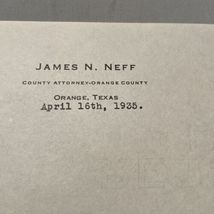 JAMES N. NEFF
COUNTY ATTORNEY-ORANGE COUNTY
ORANGE, TEXAS
April 16th, 1935.